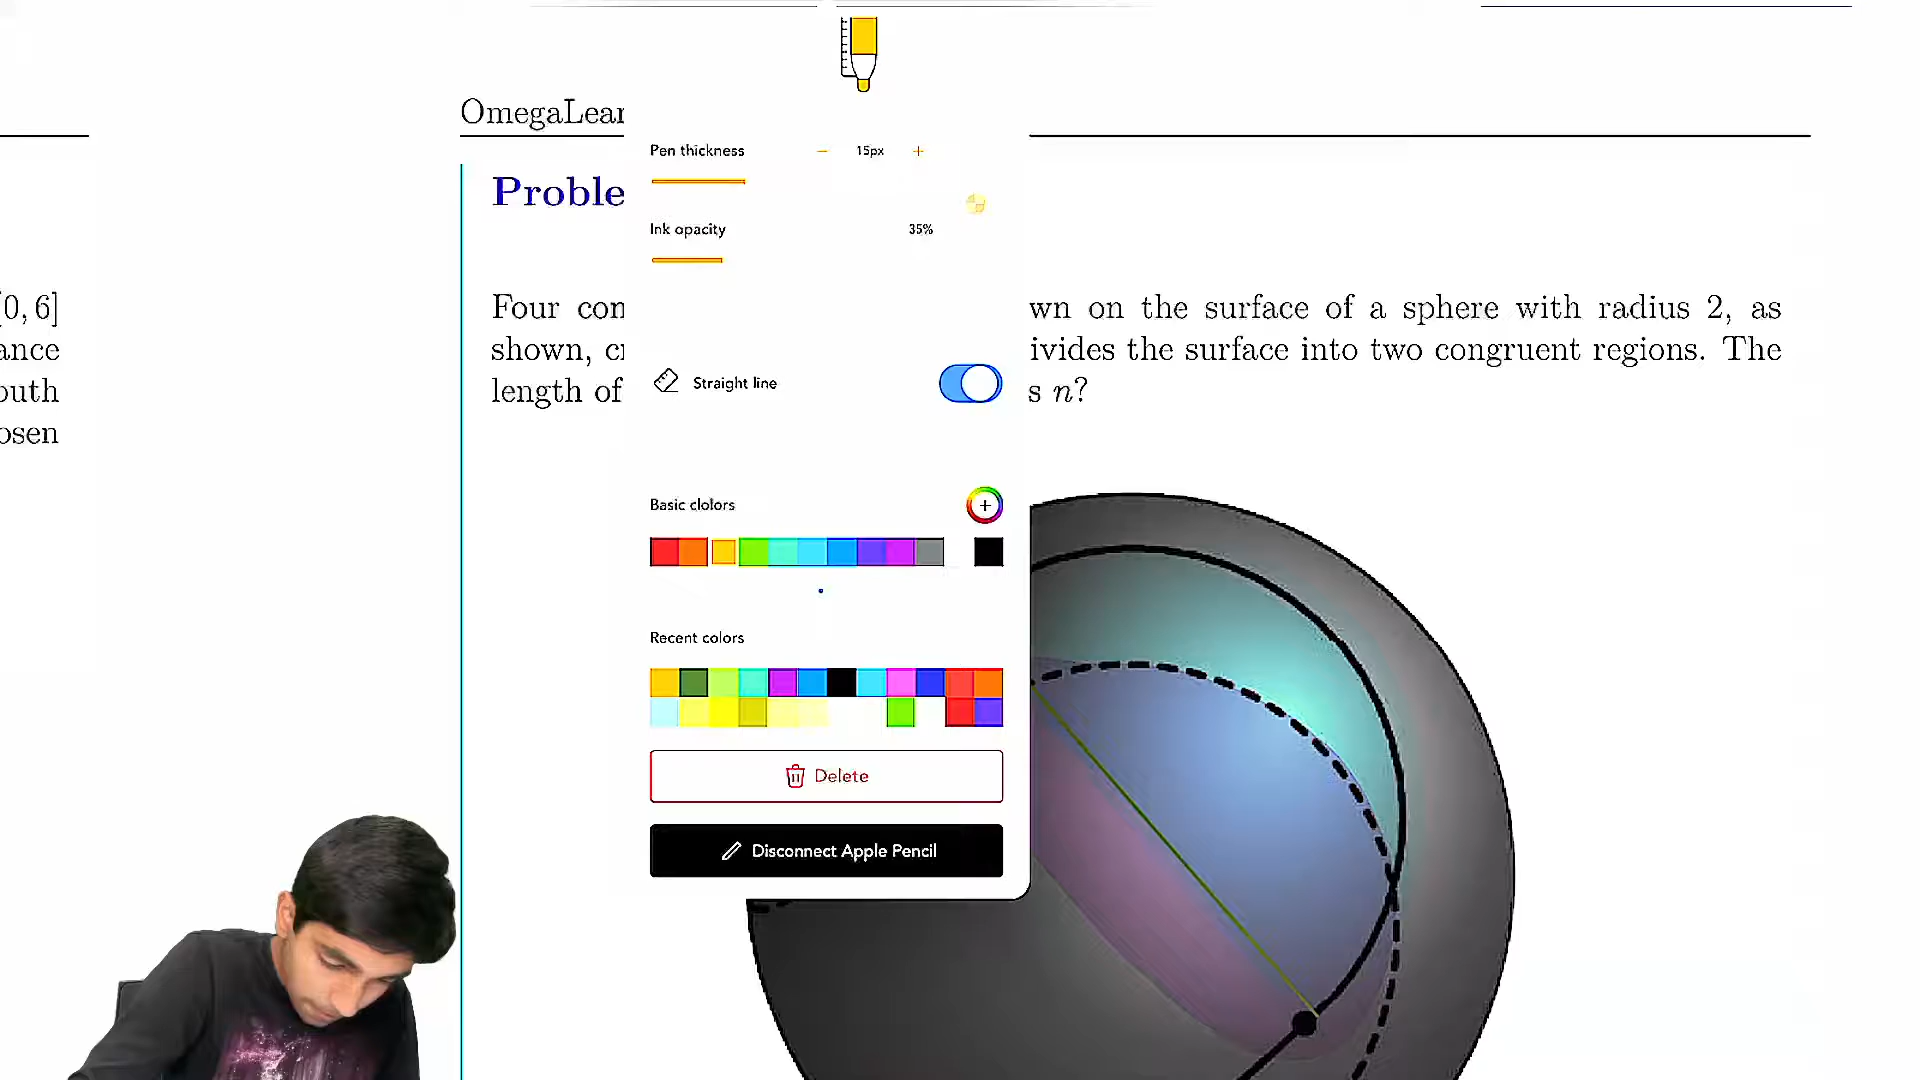 OmegaLear
Pen thickness − 15px +
Proble
Ink opacity 35%
[0, 6]
ance
outh
osen
Four con
wn on the surface of a sphere with radius 2, as
shown, c
ivides the surface into two congruent regions. The
length of
s n?
Straight line
Basic clolors
Recent colors
Delete
Disconnect Apple Pencil